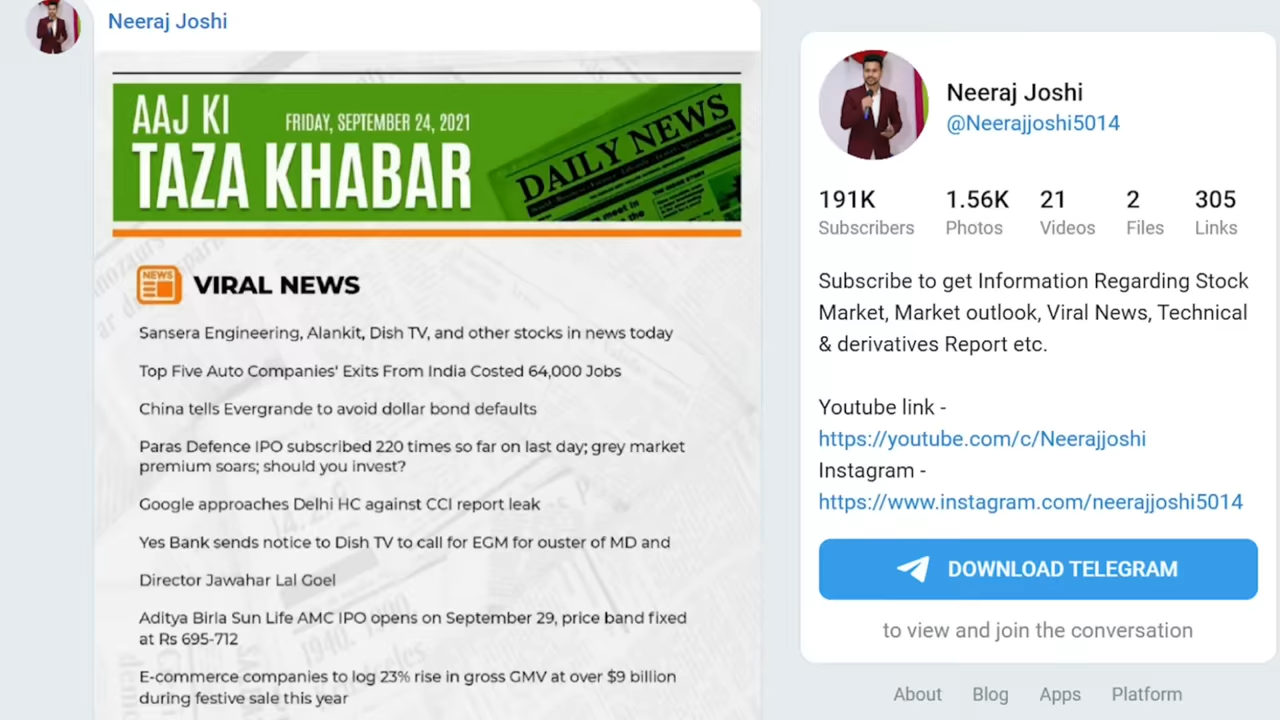 Neeraj Joshi
AAJ KI
FRIDAY, SEPTEMBER 24, 2021
TAZA KHABAR
DAILY NEWS
NEWS
VIRAL NEWS
Sansera Engineering, Alankit, Dish TV, and other stocks in news today
Top Five Auto Companies' Exits From India Costed 64,000 Jobs
China tells Evergrande to avoid dollar bond defaults
Paras Defence IPO subscribed 220 times so far on last day; grey market
premium soars; should you invest?
Google approaches Delhi HC against CCI report leak
Yes Bank sends notice to Dish TV to call for EGM for ouster of MD and
Director Jawahar Lal Goel
Aditya Birla Sun Life AMC IPO opens on September 29, price band fixed
at Rs 695-712
E-commerce companies to log 23% rise in gross GMV at over $9 billion
during festive sale this year
Neeraj Joshi
@Neerajjoshi5014
191K 1.56K 21 2 305
Subscribers Photos Videos Files Links
Subscribe to get Information Regarding Stock
Market, Market outlook, Viral News, Technical
& derivatives Report etc.
Youtube link -
https://youtube.com/c/Neerajjoshi
Instagram -
https://www.instagram.com/neerajjoshi5014
DOWNLOAD TELEGRAM
to view and join the conversation
About Blog Apps Platform